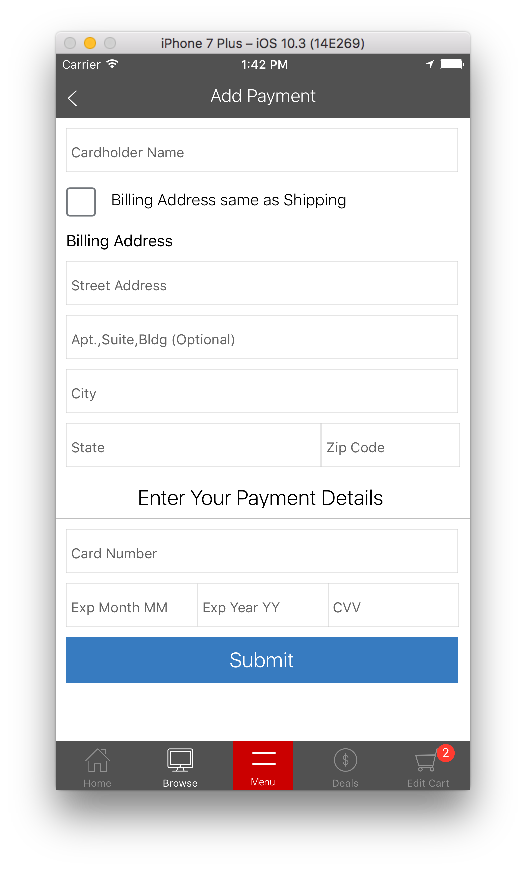 iPhone 7 Plus – iOS 10.3 (14E269)
Carrier 1:42 PM
Add Payment
Cardholder Name
Billing Address same as Shipping
Billing Address
Street Address
Apt.,Suite,Bldg (Optional)
City
State Zip Code
Enter Your Payment Details
Card Number
Exp Month MM Exp Year YY CVV
Submit
2
Home Browse Menu Deals Edit Cart